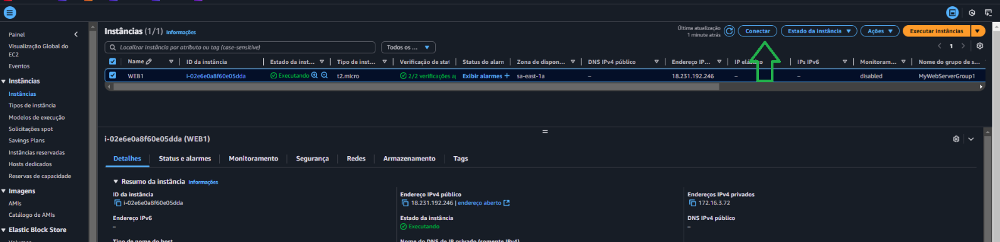 Painel
Visualização Global do
EC2
Eventos
Instâncias
Instâncias
Tipos de instância
Modelos de execução
Solicitações spot
Savings Plans
Instâncias reservadas
Hosts dedicados
Reservas de capacidade
Imagens
AMIs
Catálogo de AMIs
Elastic Block Store
Instâncias (1/1) Informações
Última atualização
1 minute atrás
Conectar
Estado da instância
Ações
Executar instâncias
Localizar Instância por atributo ou tag (case-sensitive)
Todos os ...
1
Name ID da instância Estado da inst... Tipo de inst... Verificação de stat Status do alarm Zona de dispon... DNS IPv4 público Endereço IP... IP elástico IPs IPv6 Monitoram... Nome do grupo de s...
WEB1 i-02e6e0a8f60e05dda Executando t2.micro 2/2 verificações a Exibir alarmes + sa-east-1a – 18.231.192.246 – – disabled MyWebServerGroup1
i-02e6e0a8f60e05dda (WEB1)
Detalhes Status e alarmes Monitoramento Segurança Redes Armazenamento Tags
Resumo da instância Informações
ID da instância
i-02e6e0a8f60e05dda
Endereço IPv4 público
18.231.192.246 | endereço aberto
Endereços IPv4 privados
172.16.3.72
Endereço IPv6
–
Estado da instância
Executando
DNS IPv4 público
–
Tipo de nome do host
Nome do DNS de IP privado (somente IPv4)